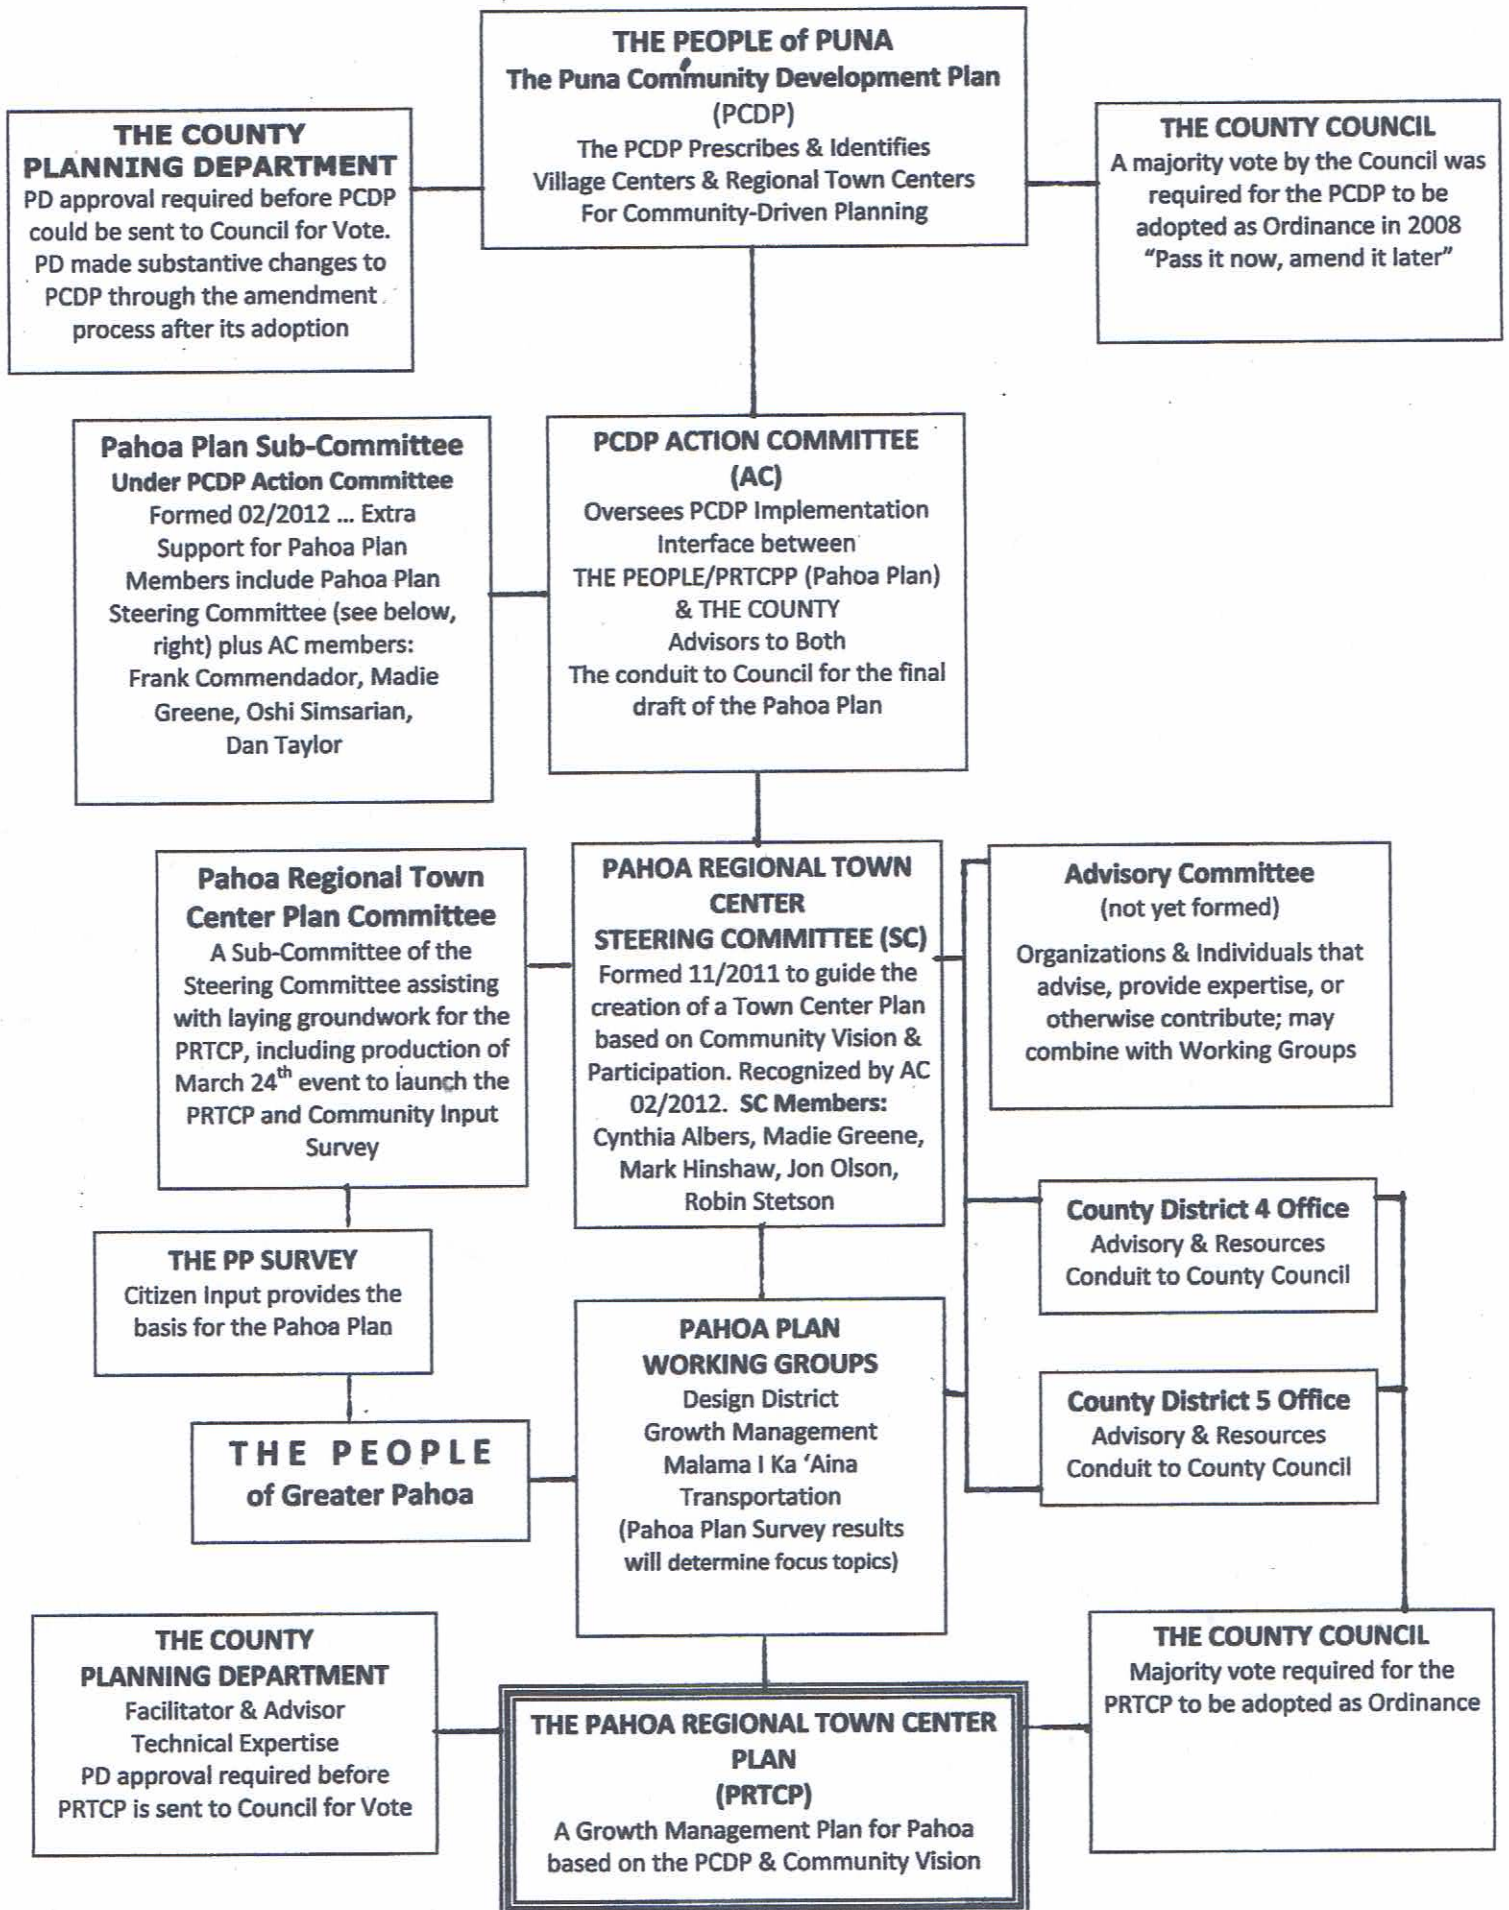 THE PEOPLE of PUNA
The Puna Community Development Plan
(PCDP)
The PCDP Prescribes & Identifies
Village Centers & Regional Town Centers
For Community-Driven Planning
THE COUNTY
PLANNING DEPARTMENT
PD approval required before PCDP
could be sent to Council for Vote.
PD made substantive changes to
PCDP through the amendment
process after its adoption
THE COUNTY COUNCIL
A majority vote by the Council was
required for the PCDP to be
adopted as Ordinance in 2008
“Pass it now, amend it later”
Pahoa Plan Sub-Committee
Under PCDP Action Committee
Formed 02/2012 ... Extra
Support for Pahoa Plan
Members include Pahoa Plan
Steering Committee (see below,
right) plus AC members:
Frank Commendador, Madie
Greene, Oshi Simsarian,
Dan Taylor
PCDP ACTION COMMITTEE
(AC)
Oversees PCDP Implementation
Interface between
THE PEOPLE/PRTCPP (Pahoa Plan)
& THE COUNTY
Advisors to Both
The conduit to Council for the final
draft of the Pahoa Plan
Pahoa Regional Town
Center Plan Committee
A Sub-Committee of the
Steering Committee assisting
with laying groundwork for the
PRTCP, including production of
March 24th event to launch the
PRTCP and Community Input
Survey
PAHOA REGIONAL TOWN
CENTER
STEERING COMMITTEE (SC)
Formed 11/2011 to guide the
creation of a Town Center Plan
based on Community Vision &
Participation. Recognized by AC
02/2012. SC Members:
Cynthia Albers, Madie Greene,
Mark Hinshaw, Jon Olson,
Robin Stetson
Advisory Committee
(not yet formed)
Organizations & Individuals that
advise, provide expertise, or
otherwise contribute; may
combine with Working Groups
County District 4 Office
Advisory & Resources
Conduit to County Council
THE PP SURVEY
Citizen Input provides the
basis for the Pahoa Plan
PAHOA PLAN
WORKING GROUPS
Design District
Growth Management
Malama I Ka ‘Aina
Transportation
(Pahoa Plan Survey results
will determine focus topics)
County District 5 Office
Advisory & Resources
Conduit to County Council
THE PEOPLE
of Greater Pahoa
THE COUNTY
PLANNING DEPARTMENT
Facilitator & Advisor
Technical Expertise
PD approval required before
PRTCP is sent to Council for Vote
THE PAHOA REGIONAL TOWN CENTER
PLAN
(PRTCP)
A Growth Management Plan for Pahoa
based on the PCDP & Community Vision
THE COUNTY COUNCIL
Majority vote required for the
PRTCP to be adopted as Ordinance